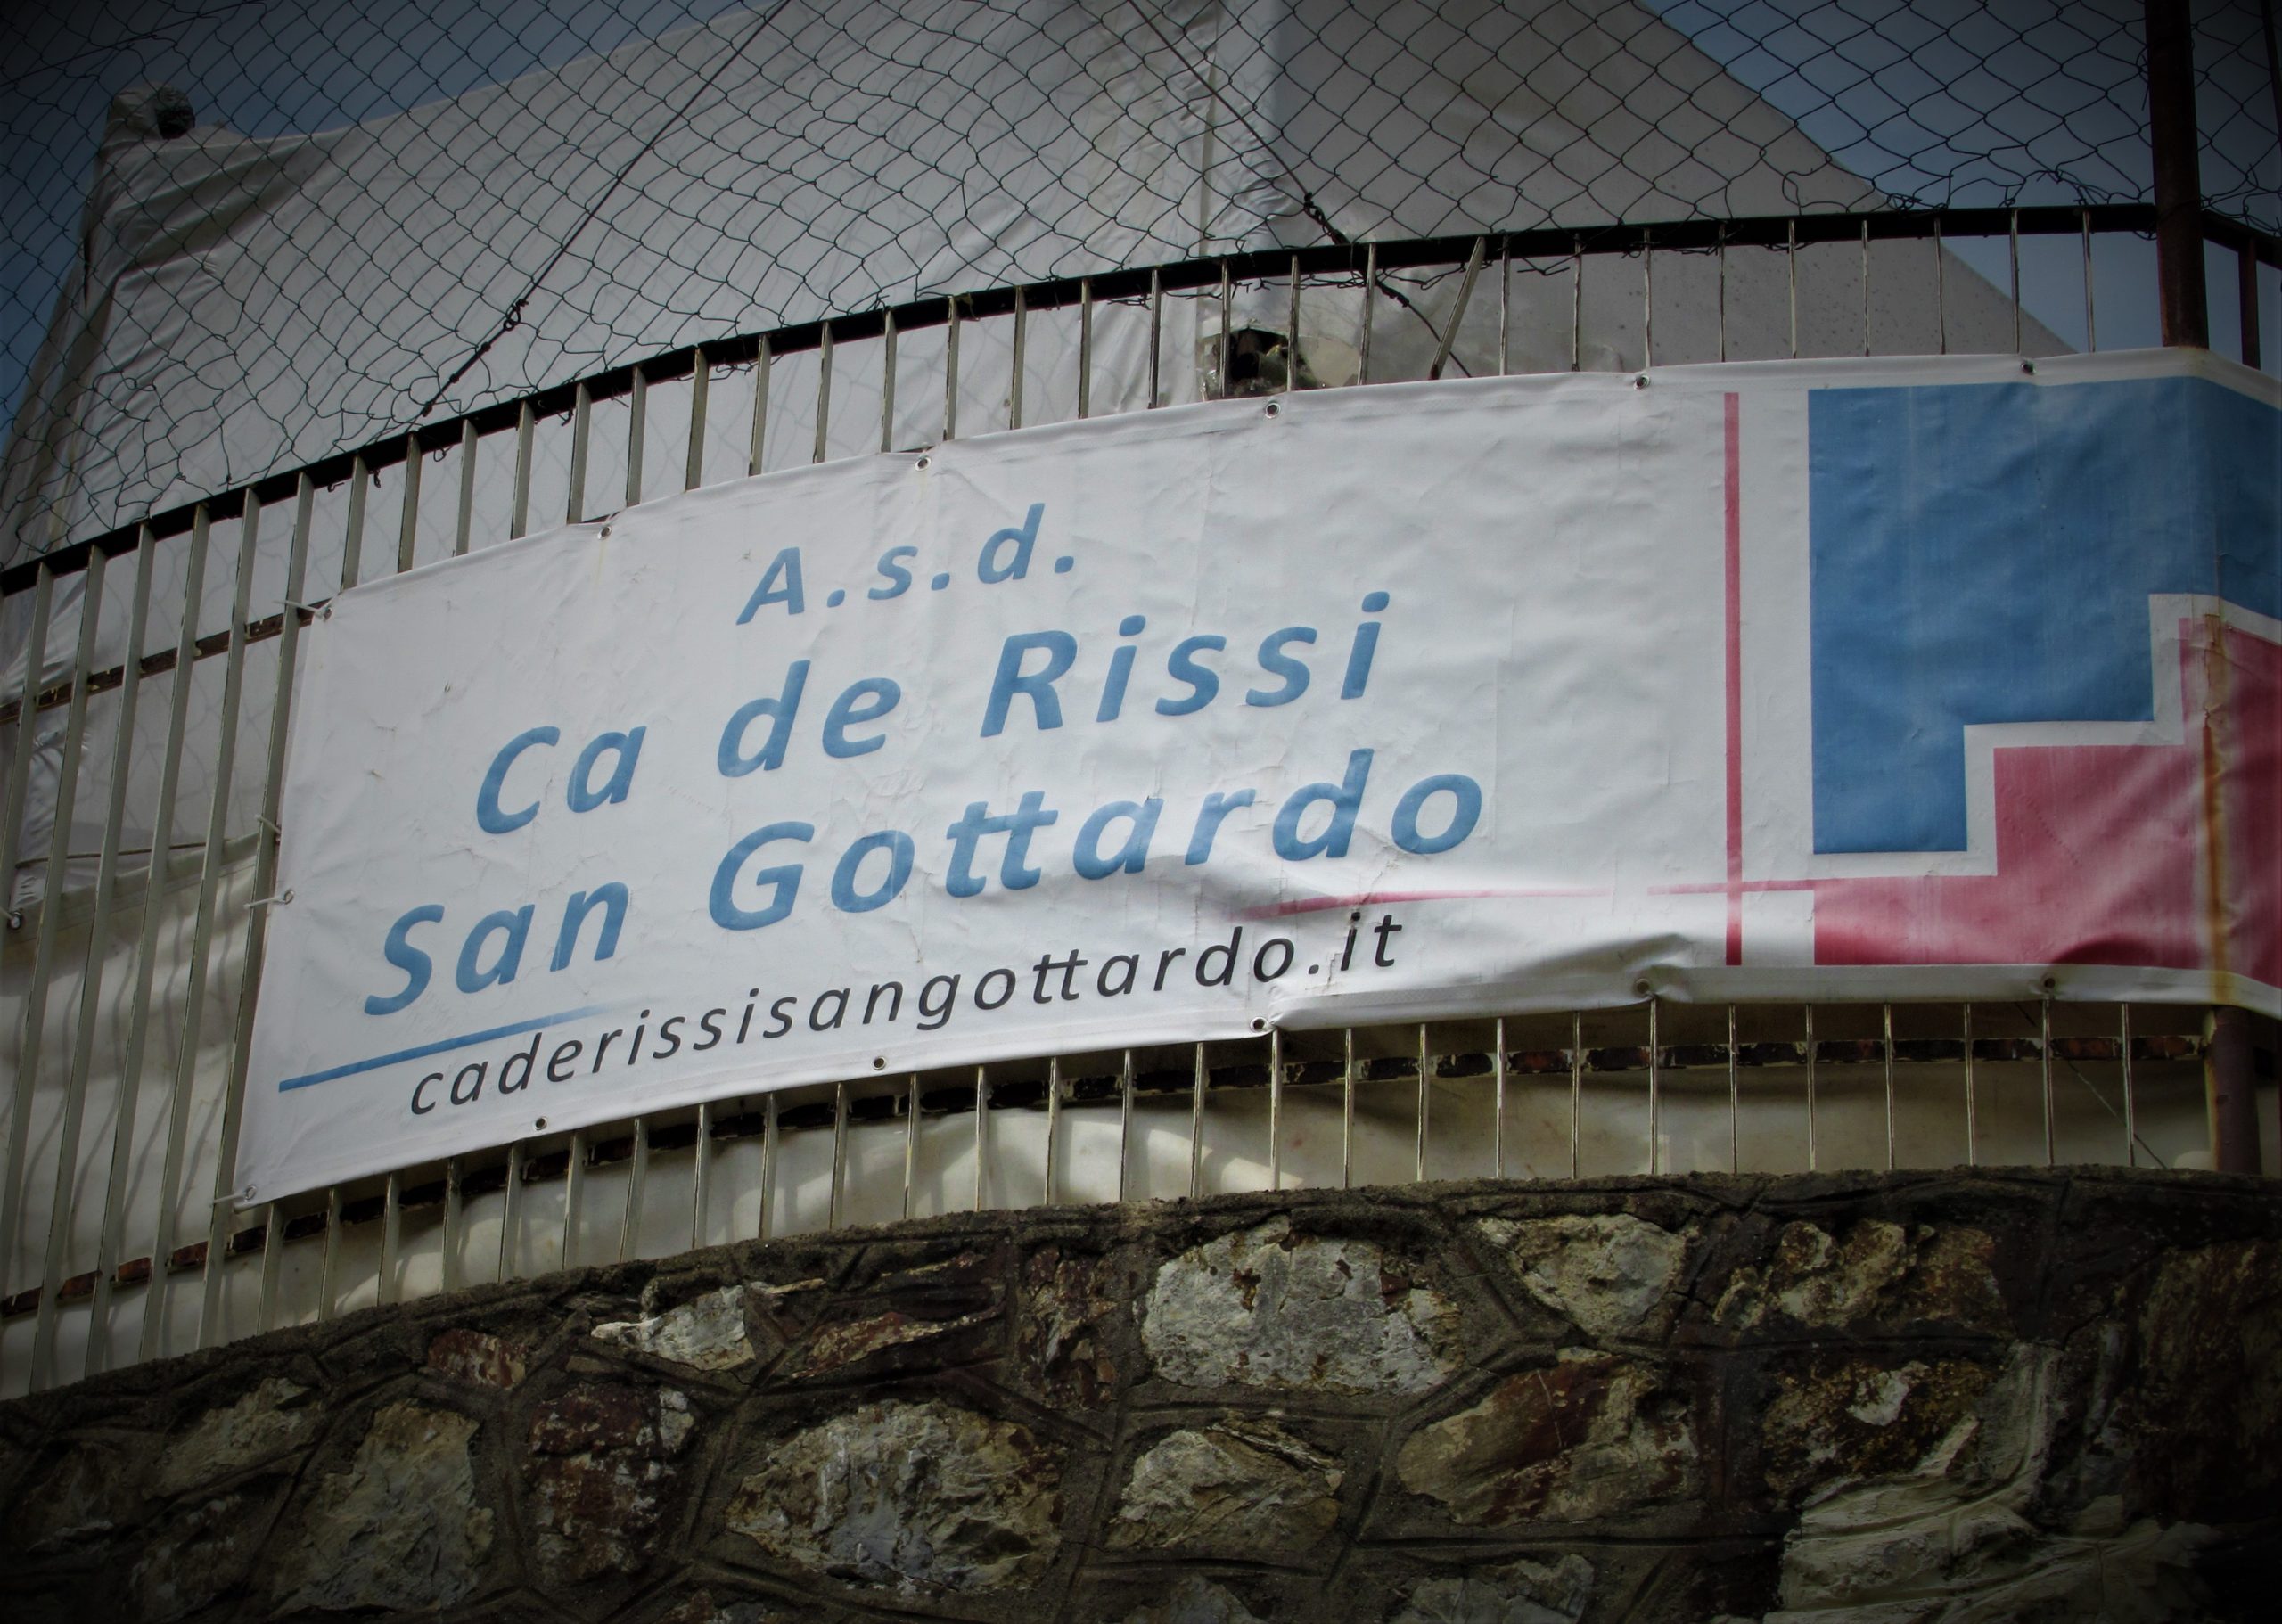 A.s.d.
Ca de Rissi
San Gottardo
caderissisangottardo.it